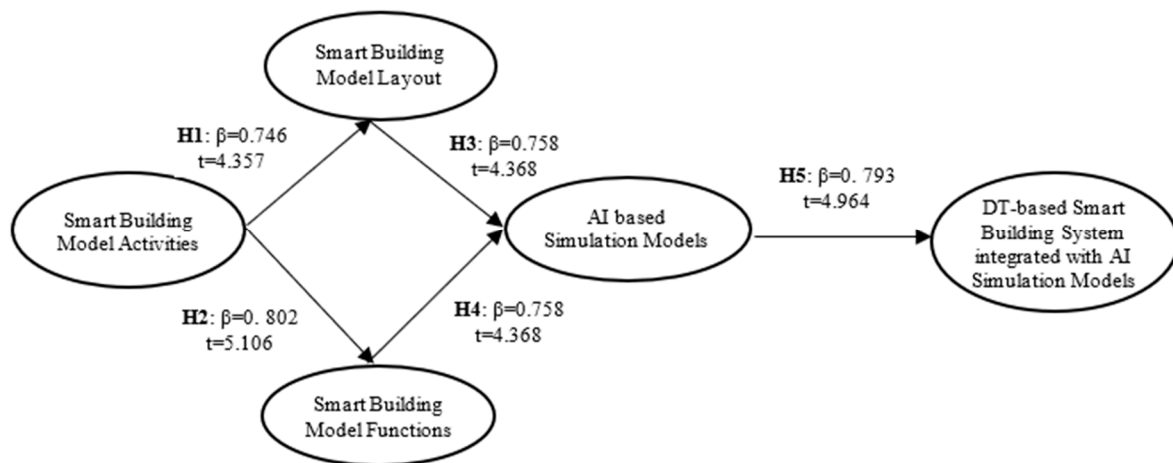 Smart Building
Model Layout
H1: β=0.746
t=4.357
H3: β=0.758
t=4.368
Smart Building
Model Activities
AI based
Simulation Models
H5: β=0. 793
t=4.964
DT-based Smart
Building System
integrated with AI
Simulation Models
H2: β=0. 802
t=5.106
H4: β=0.758
t=4.368
Smart Building
Model Functions